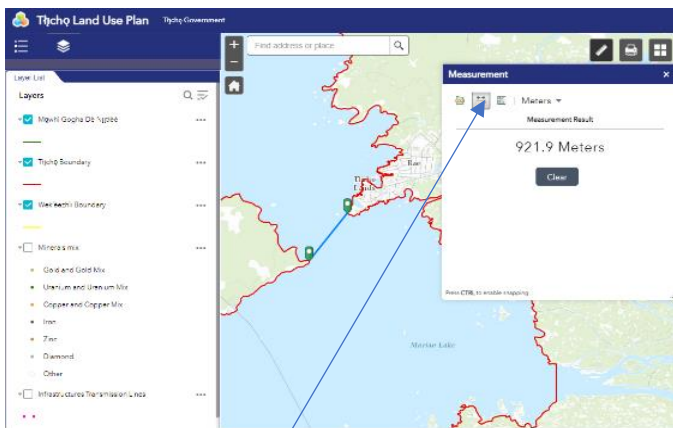 Tłı̨chǫ Land Use Plan Tłı̨chǫ Government
Find address or place
Layer List
Layers
Tłı̨chǫ Boundary
Wek'èezhìı Boundary
Minerals mix
Gold and Gold Mix
Uranium and Uranium Mix
Copper and Copper Mix
Iron
Zinc
Diamond
Other
Infrastructures Transmission Lines
Measurement
Meters
Measurement Result
921.9 Meters
Clear
Press CTRL to enable snapping
Rae
Marian Lake